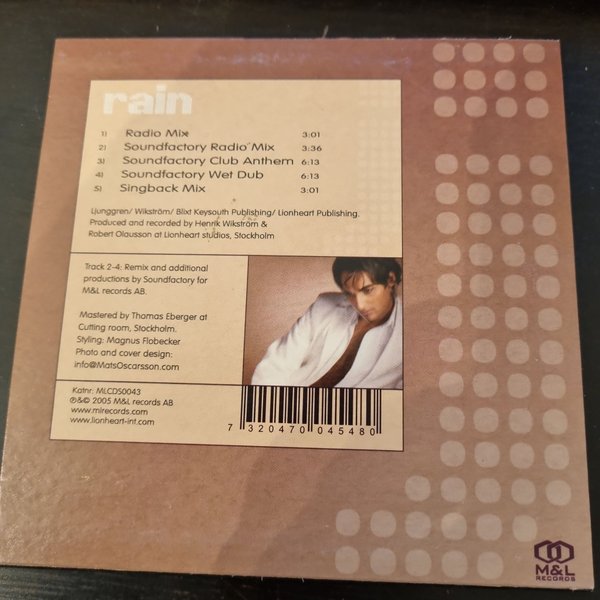 rain
1) Radio Mix 3:01
2) Soundfactory Radio Mix 3:36
3) Soundfactory Club Anthem 6:13
4) Soundfactory Wet Dub 6:13
5) Singback Mix 3:01
Ljunggren/ Wikström/ Blixt Keysouth Publishing/ Lionheart Publishing.
Produced and recorded by Henrik Wikström &
Robert Olausson at Lionheart studios, Stockholm
Track 2-4: Remix and additional
productions by Soundfactory for
M&L records AB.
Mastered by Thomas Eberger at
Cutting room, Stockholm.
Styling: Magnus Flobecker
Photo and cover design:
info@MatsOscarsson.com
Katnr: MLCDS0043
℗&© 2005 M&L records AB
www.mlrecords.com
www.lionheart-int.com
7 320470 045480
M&L
RECORDS